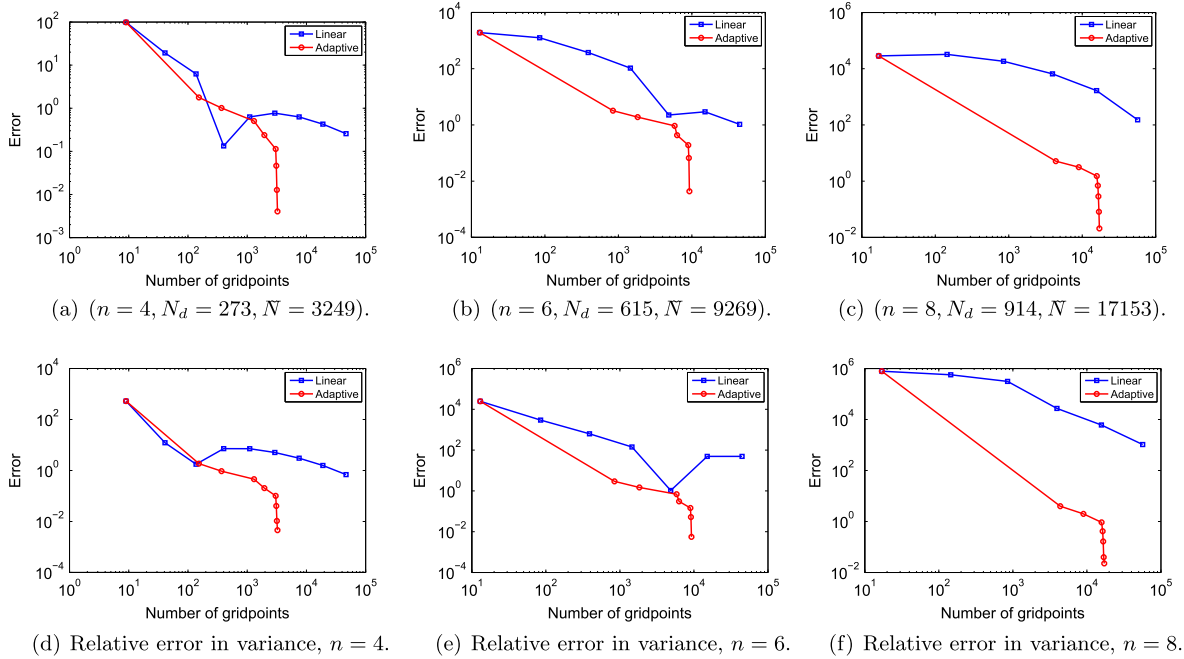 10^2
10^1
10^0
10^-1
10^-2
10^-3
Error
Linear
Adaptive
10^0 10^1 10^2 10^3 10^4 10^5
Number of gridpoints
(a) (n = 4, N_d = 273, N̄ = 3249).
10^4
10^2
10^0
10^-2
10^-4
Error
Linear
Adaptive
10^1 10^2 10^3 10^4 10^5
Number of gridpoints
(b) (n = 6, N_d = 615, N̄ = 9269).
10^6
10^4
10^2
10^0
10^-2
Error
Linear
Adaptive
10^1 10^2 10^3 10^4 10^5
Number of gridpoints
(c) (n = 8, N_d = 914, N̄ = 17153).
10^4
10^2
10^0
10^-2
10^-4
Error
Linear
Adaptive
10^0 10^1 10^2 10^3 10^4 10^5
Number of gridpoints
(d) Relative error in variance, n = 4.
10^6
10^4
10^2
10^0
10^-2
10^-4
Error
Linear
Adaptive
10^1 10^2 10^3 10^4 10^5
Number of gridpoints
(e) Relative error in variance, n = 6.
10^6
10^4
10^2
10^0
10^-2
Error
Linear
Adaptive
10^1 10^2 10^3 10^4 10^5
Number of gridpoints
(f) Relative error in variance, n = 8.